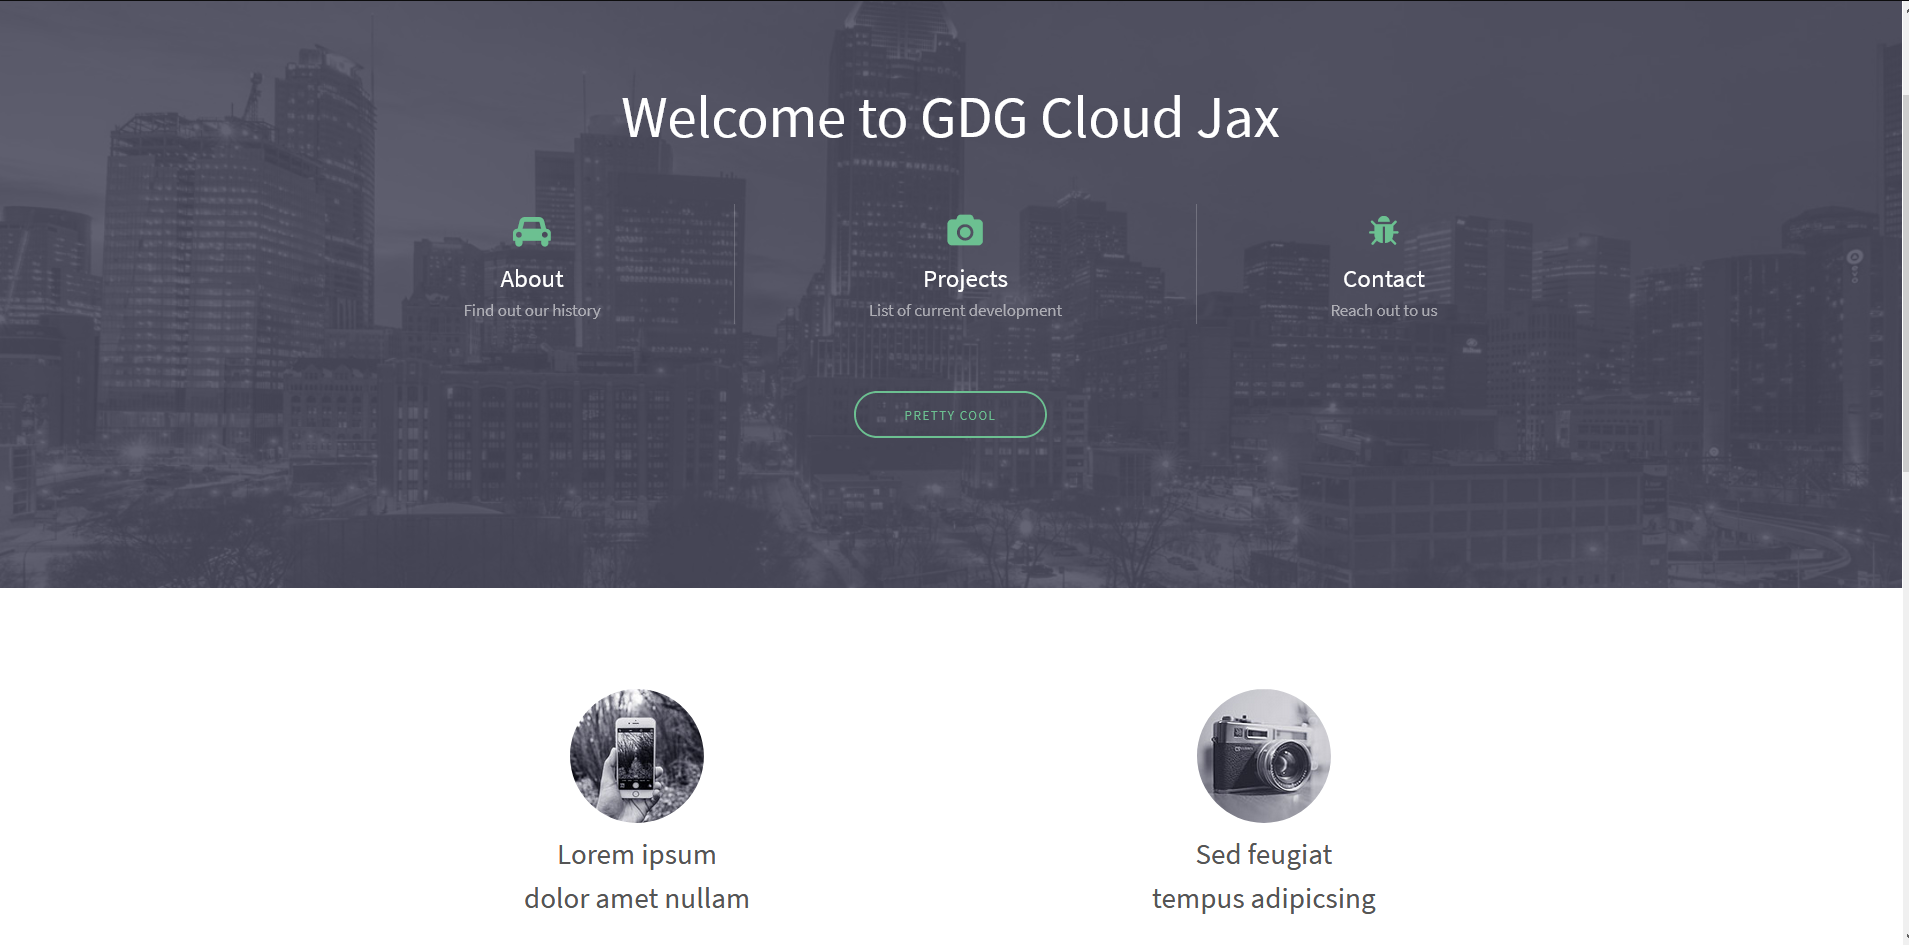 Welcome to GDG Cloud Jax
About
Find out our history
Projects
List of current development
Contact
Reach out to us
PRETTY COOL
Lorem ipsum
dolor amet nullam
Sed feugiat
tempus adipicsing